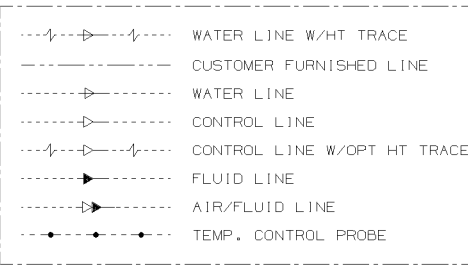 WATER LINE W/HT TRACE
CUSTOMER FURNISHED LINE
WATER LINE
CONTROL LINE
CONTROL LINE W/OPT HT TRACE
FLUID LINE
AIR/FLUID LINE
TEMP. CONTROL PROBE